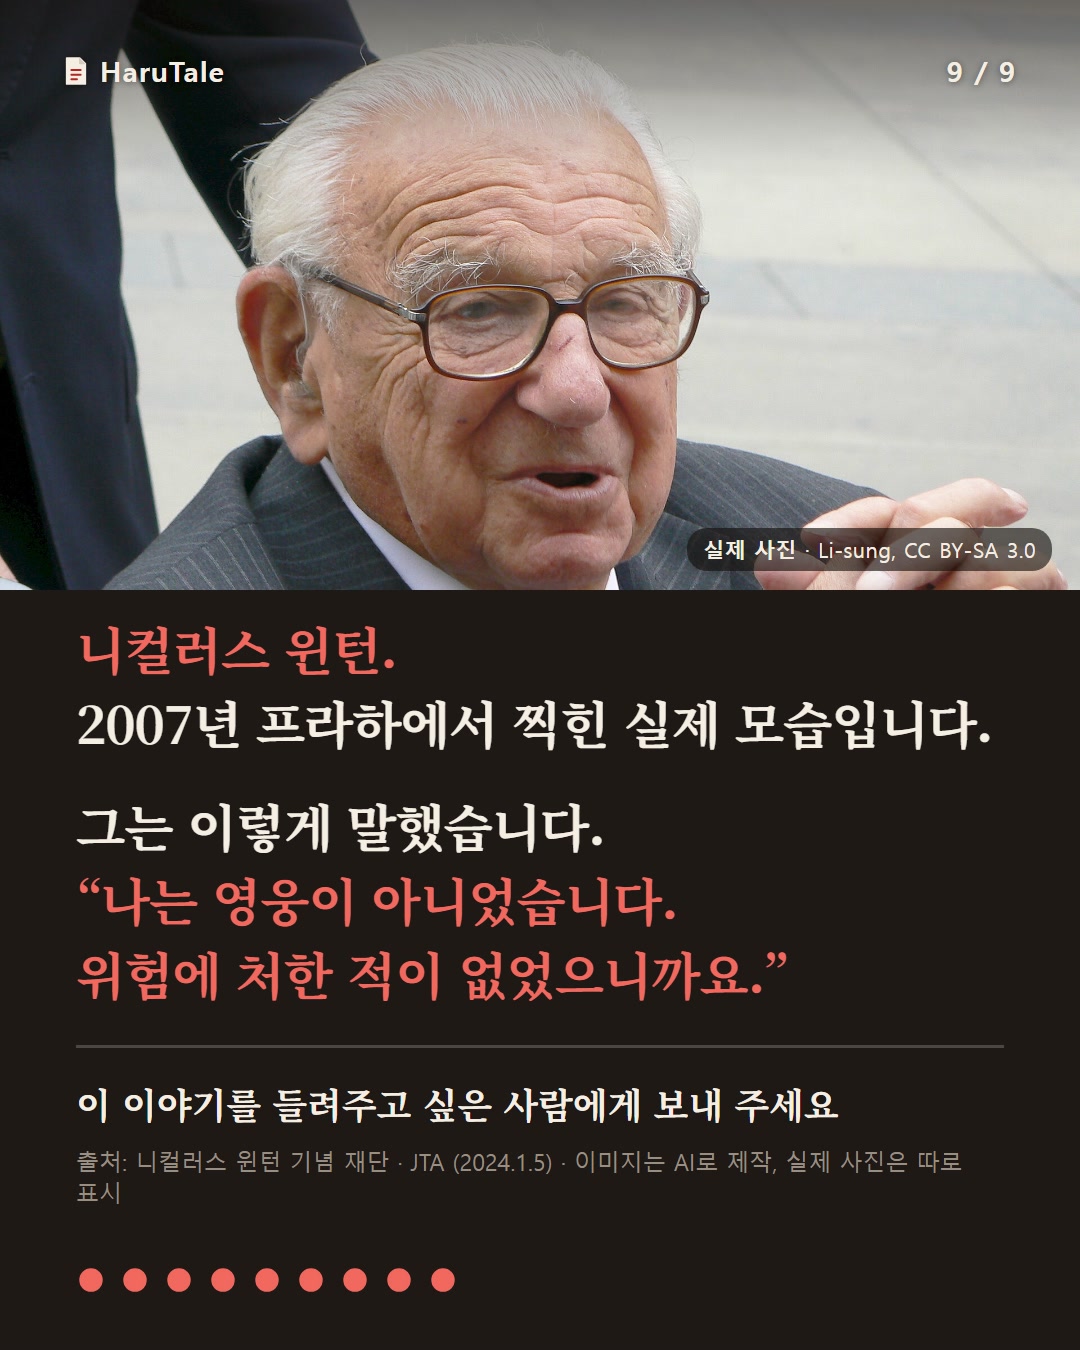 HaruTale
9 / 9
실제 사진 · Li-sung, CC BY-SA 3.0
니컬러스 윈턴.
2007년 프라하에서 찍힌 실제 모습입니다.
그는 이렇게 말했습니다.
“나는 영웅이 아니었습니다.
위험에 처한 적이 없었으니까요.”
이 이야기를 들려주고 싶은 사람에게 보내 주세요
출처: 니컬러스 윈턴 기념 재단 · JTA (2024.1.5) · 이미지는 AI로 제작, 실제 사진은 따로
표시